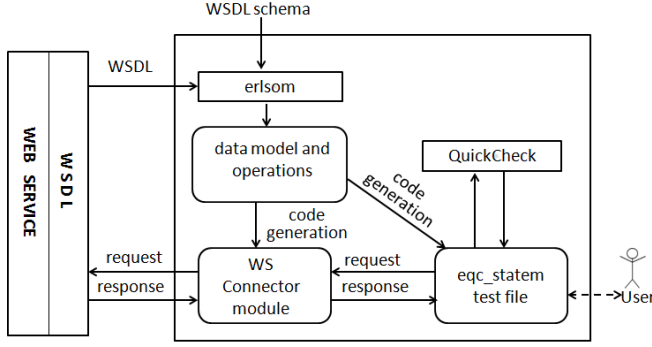 WSDL schema
WSDL
erlsom
WEB SERVICE
WSDL
data model and
operations
QuickCheck
code
generation
code
generation
request
response
WS
Connector
module
request
response
eqc_statem
test file
User